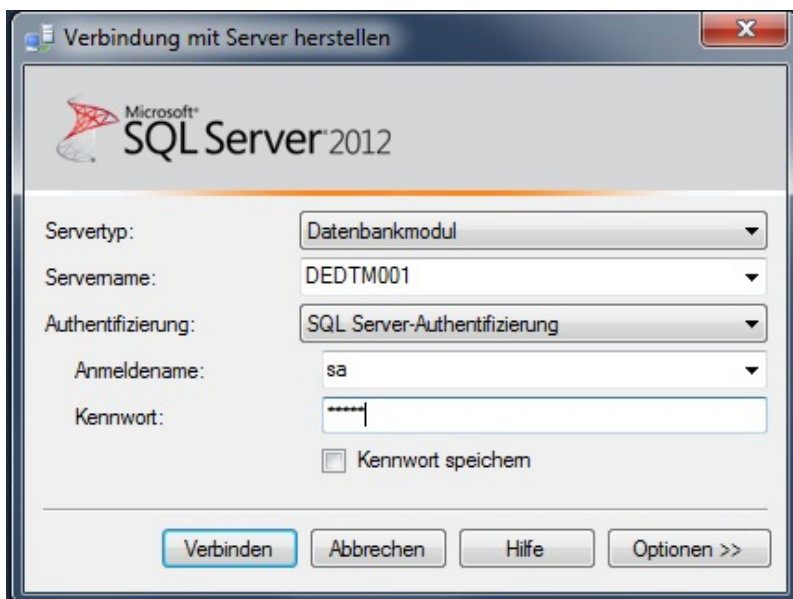 Verbindung mit Server herstellen
Microsoft®
SQL Server® 2012
Servertyp: Datenbankmodul
Servername: DEDTM001
Authentifizierung: SQL Server-Authentifizierung
Anmeldename: sa
Kennwort: *****
Kennwort speichern
Verbinden Abbrechen Hilfe Optionen >>